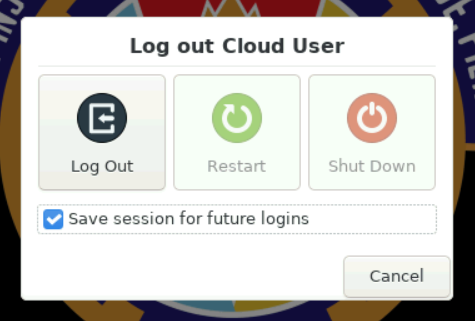 Log out Cloud User
Log Out
Restart
Shut Down
Save session for future logins
Cancel